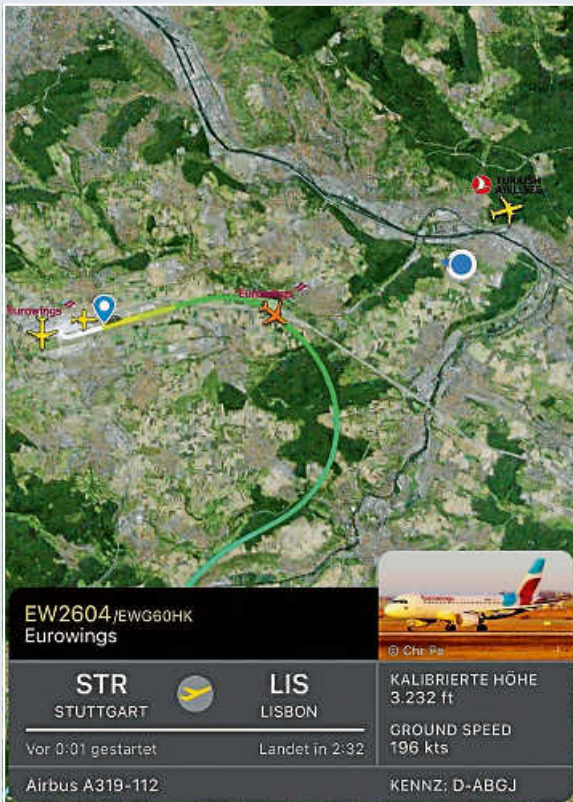 TURKISH
AIRLINES
Eurowings
Eurowings
EW2604/EWG60HK
Eurowings
© Chr Pa
STR
STUTTGART
LIS
LISBON
Vor 0:01 gestartet
Landet in 2:32
KALIBRIERTE HÖHE
3.232 ft
GROUND SPEED
196 kts
Airbus A319-112
KENNZ: D-ABGJ